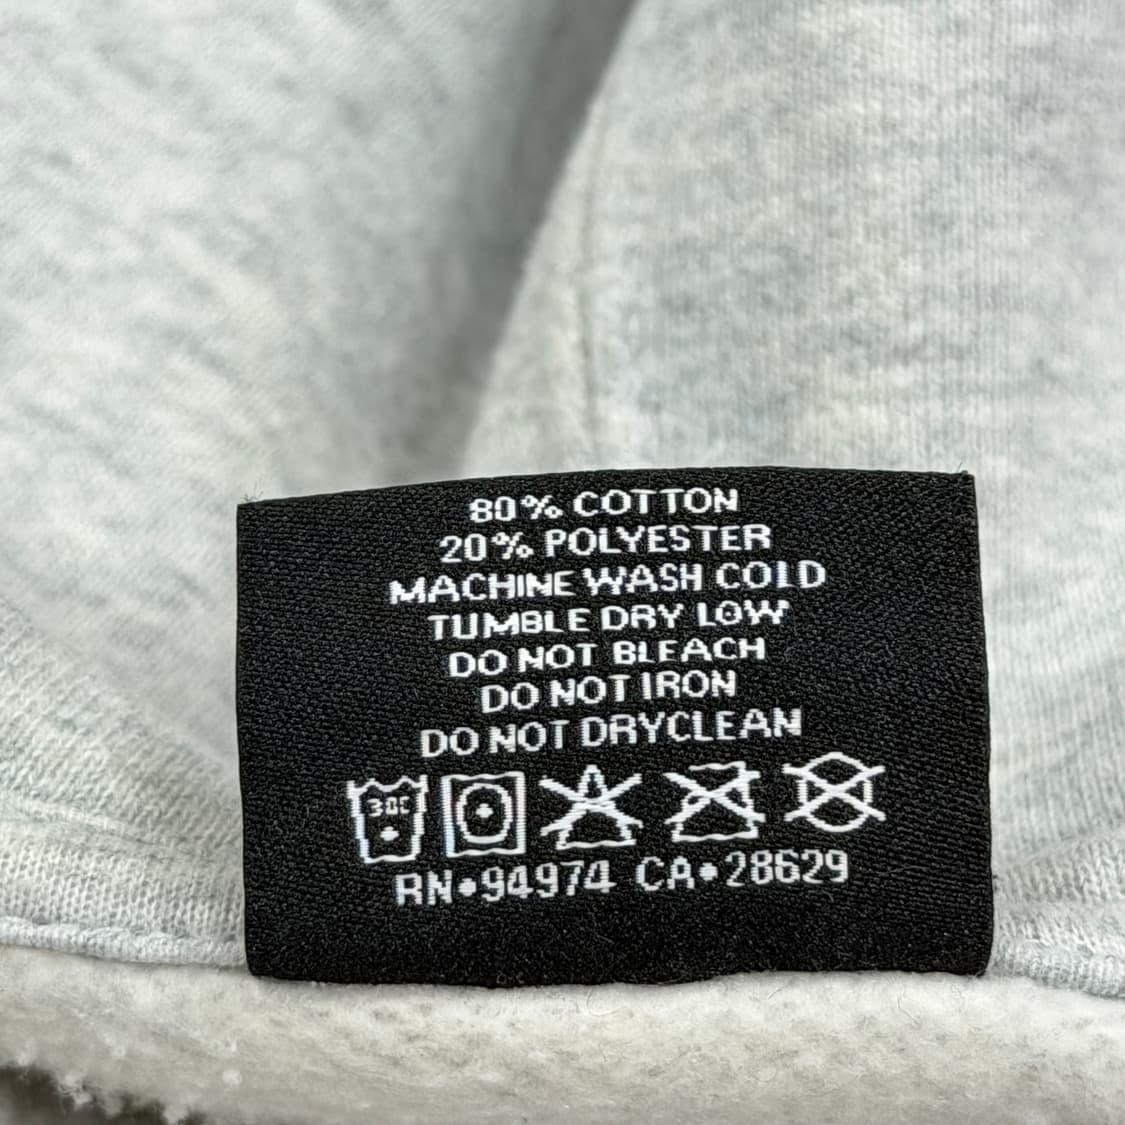 80% COTTON
20% POLYESTER
MACHINE WASH COLD
TUMBLE DRY LOW
DO NOT BLEACH
DO NOT IRON
DO NOT DRYCLEAN
30C
RN•94974 CA•28629